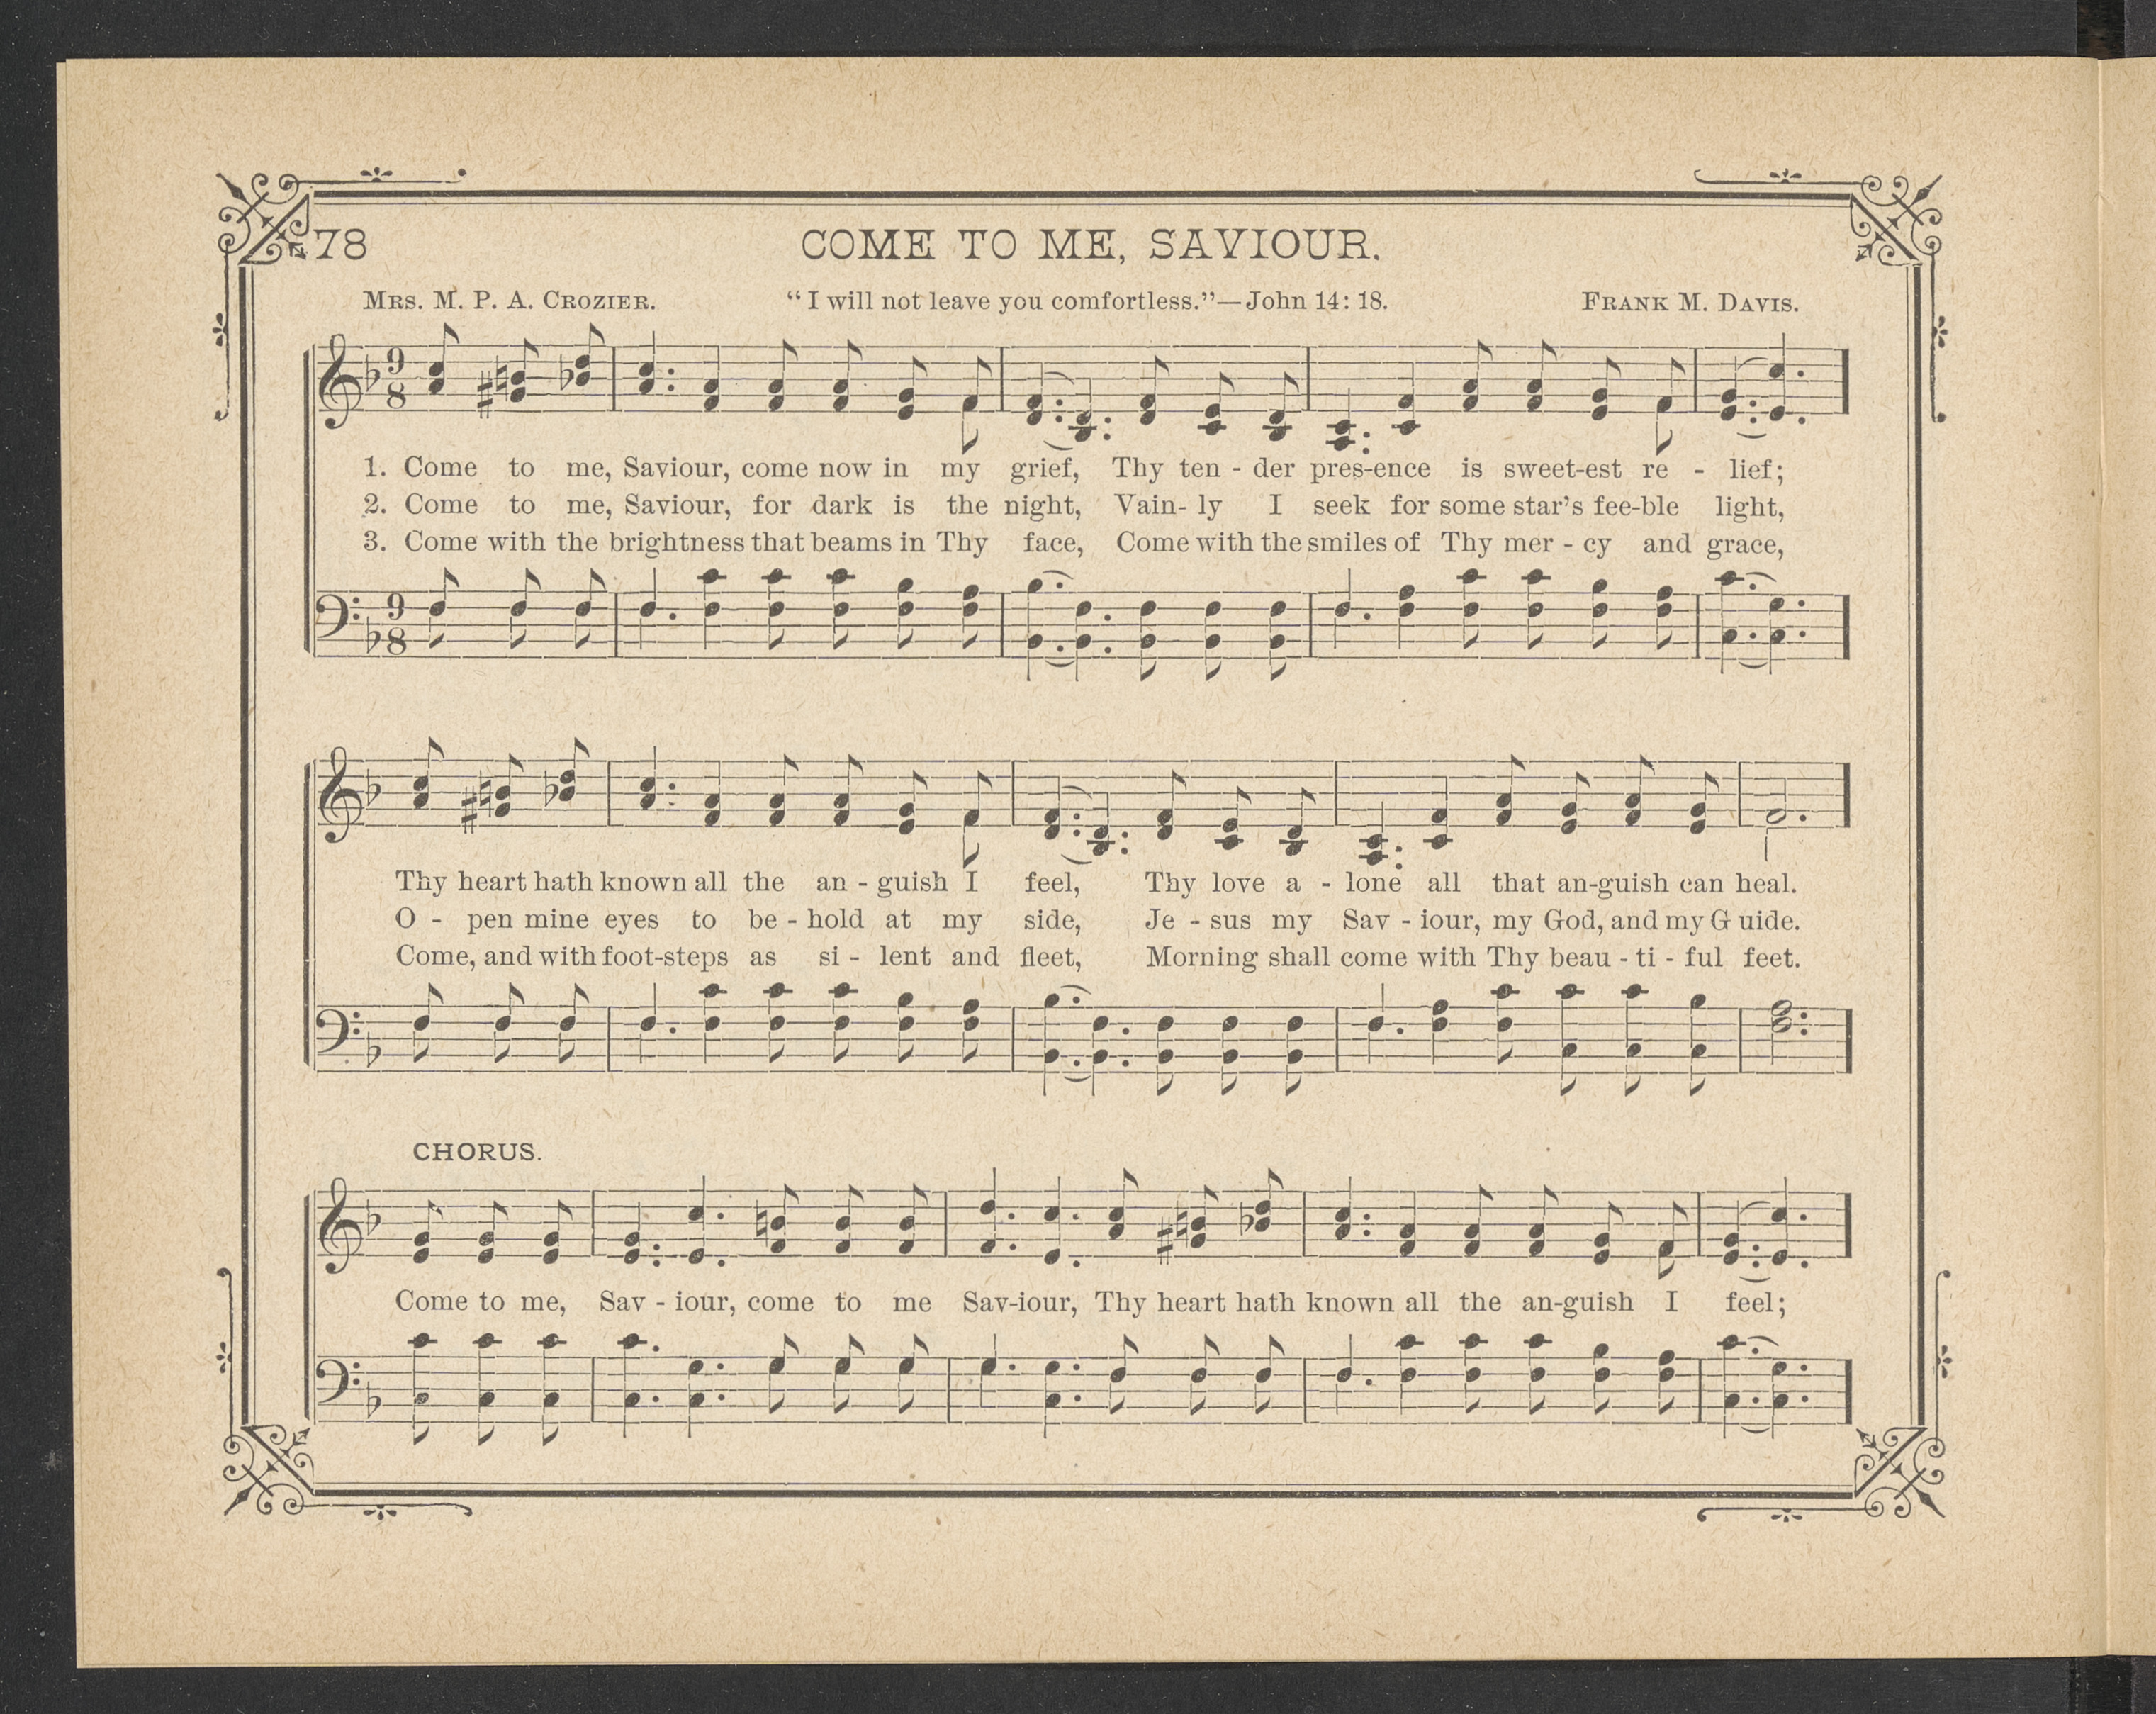 78
COME TO ME, SAVIOUR.
MRS. M. P. A. CROZIER. “I will not leave you comfortless.”—John 14: 18. FRANK M. DAVIS.
9
8
1. Come to me, Saviour, come now in my grief, Thy ten - der pres-ence is sweet-est re - lief;
2. Come to me, Saviour, for dark is the night, Vain- ly I seek for some star’s fee-ble light,
3. Come with the brightness that beams in Thy face, Come with the smiles of Thy mer - cy and grace,
9
8
Thy heart hath known all the an - guish I feel, Thy love a - lone all that an-guish can heal.
O - pen mine eyes to be - hold at my side, Je - sus my Sav - iour, my God, and my G uide.
Come, and with foot-steps as si - lent and fleet, Morning shall come with Thy beau - ti - ful feet.
CHORUS.
Come to me, Sav - iour, come to me Sav-iour, Thy heart hath known all the an-guish I feel;